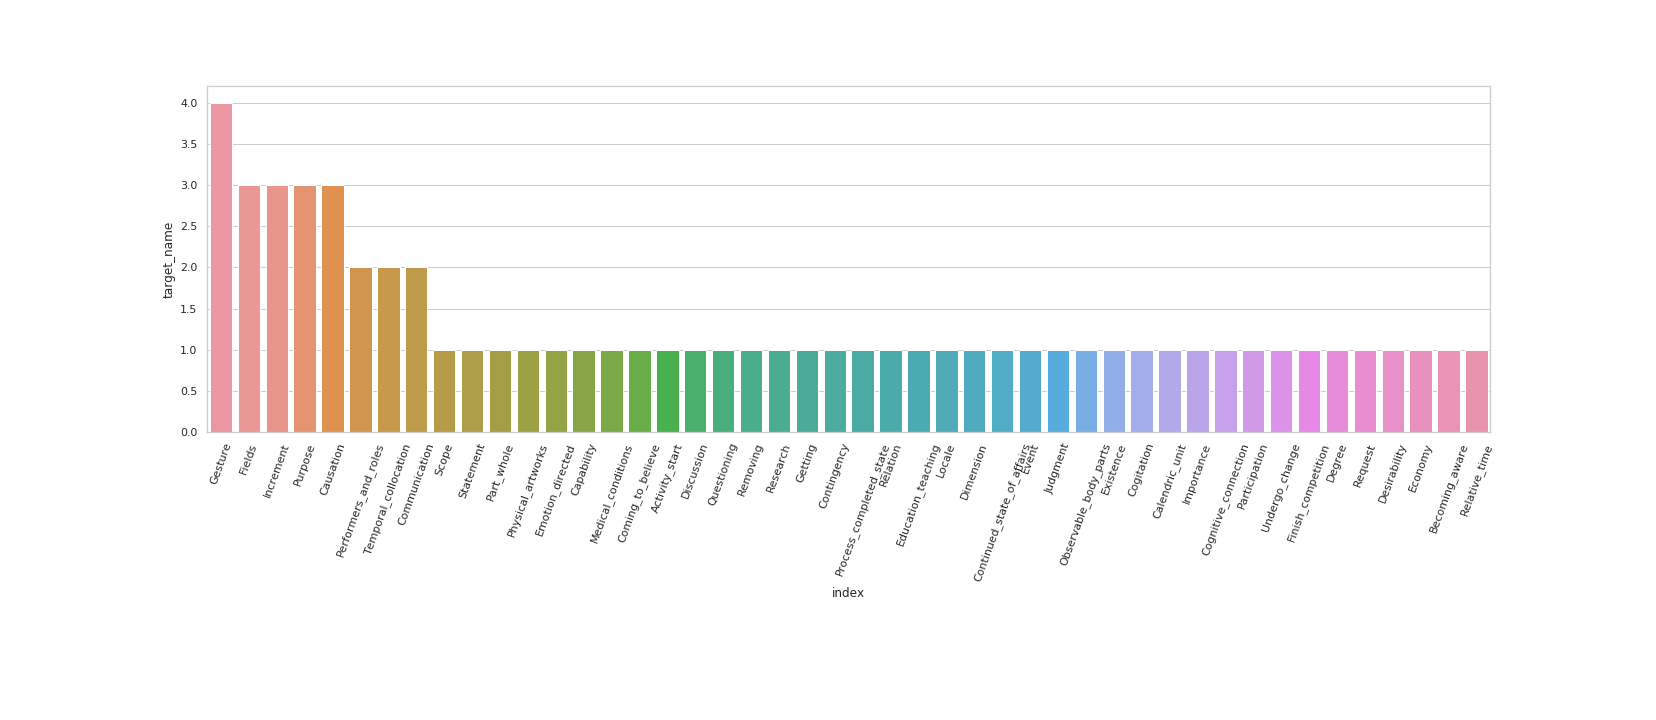 4.0
3.5
3.0
2.5
2.0
1.5
1.0
0.5
0.0
target_name
Gesture
Fields
Increment
Purpose
Causation
Performers_and_roles
Temporal_collocation
Communication
Scope
Statement
Part_whole
Physical_artworks
Emotion_directed
Capability
Medical_conditions
Coming_to_believe
Activity_start
Discussion
Questioning
Removing
Research
Getting
Contingency
Process_completed_state
Relation
Education_teaching
Locale
Dimension
Continued_state_of_affairs
Event
Judgment
Observable_body_parts
Existence
Cogitation
Calendric_unit
Importance
Cognitive_connection
Participation
Undergo_change
Finish_competition
Degree
Request
Desirability
Economy
Becoming_aware
Relative_time
index